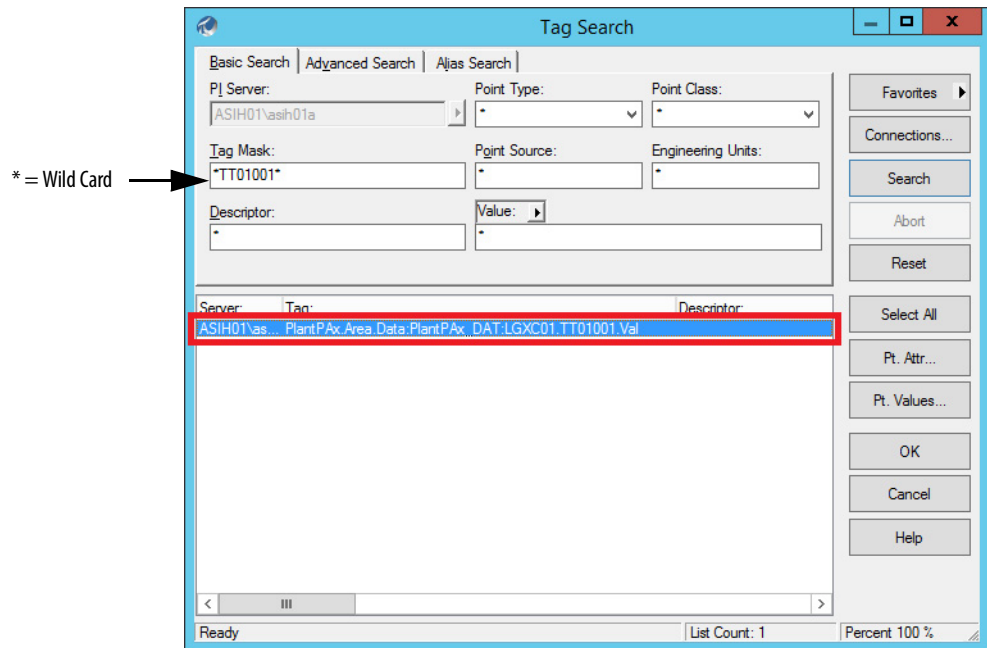 Tag Search
Basic Search Advanced Search Alias Search
PI Server: Point Type: Point Class:
ASIH01\asih01a * *
Tag Mask: Point Source: Engineering Units:
* = Wild Card *TT01001* * *
Descriptor: Value:
* *
Favorites
Connections...
Search
Abort
Reset
Select All
Pt. Attr...
Pt. Values...
OK
Cancel
Help
Server: Tag: Descriptor:
ASIH01\as... PlantPAx.Area.Data:PlantPAx_DAT:LGXC01.TT01001.Val
Ready List Count: 1 Percent 100 %